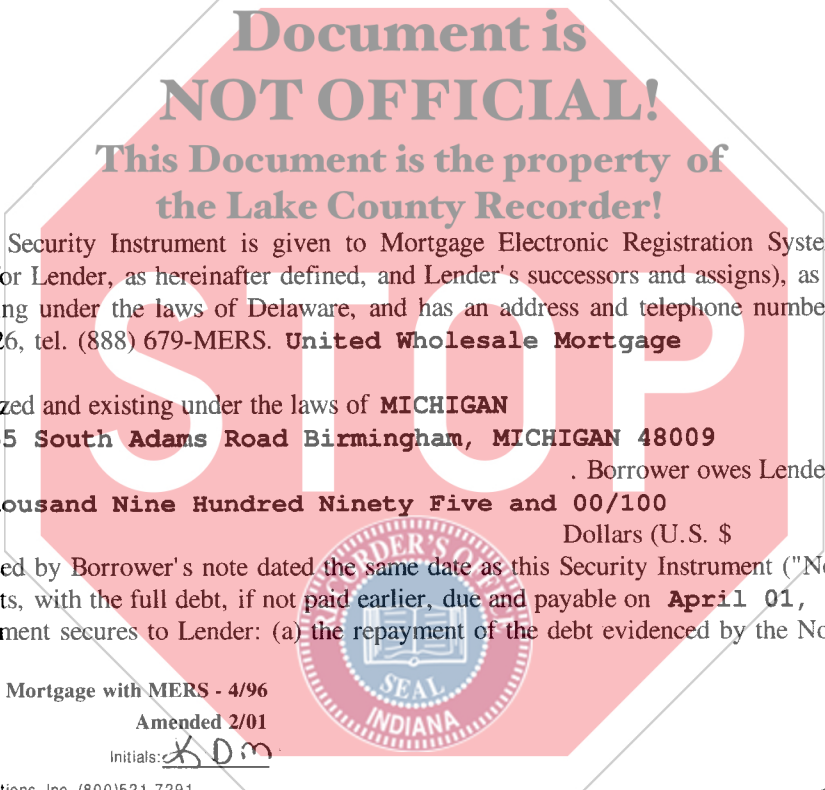 Document is
NOT OFFICIAL!
This Document is the property of
the Lake County Recorder!
Security Instrument is given to Mortgage Electronic Registration Syste
or Lender, as hereinafter defined, and Lender's successors and assigns), as
ng under the laws of Delaware, and has an address and telephone numbe
26, tel. (888) 679-MERS. United Wholesale Mortgage
STOP
zed and existing under the laws of MICHIGAN
5 South Adams Road Birmingham, MICHIGAN 48009
. Borrower owes Lende
ousand Nine Hundred Ninety Five and 00/100
Dollars (U.S. $
ed by Borrower's note dated the same date as this Security Instrument ("No
ts, with the full debt, if not paid earlier, due and payable on April 01,
ment secures to Lender: (a) the repayment of the debt evidenced by the No
RECORDER'S OFFICE
SEAL
INDIANA
Mortgage with MERS - 4/96
Amended 2/01
Initials: KDM
tions, Inc. (800)521-7291